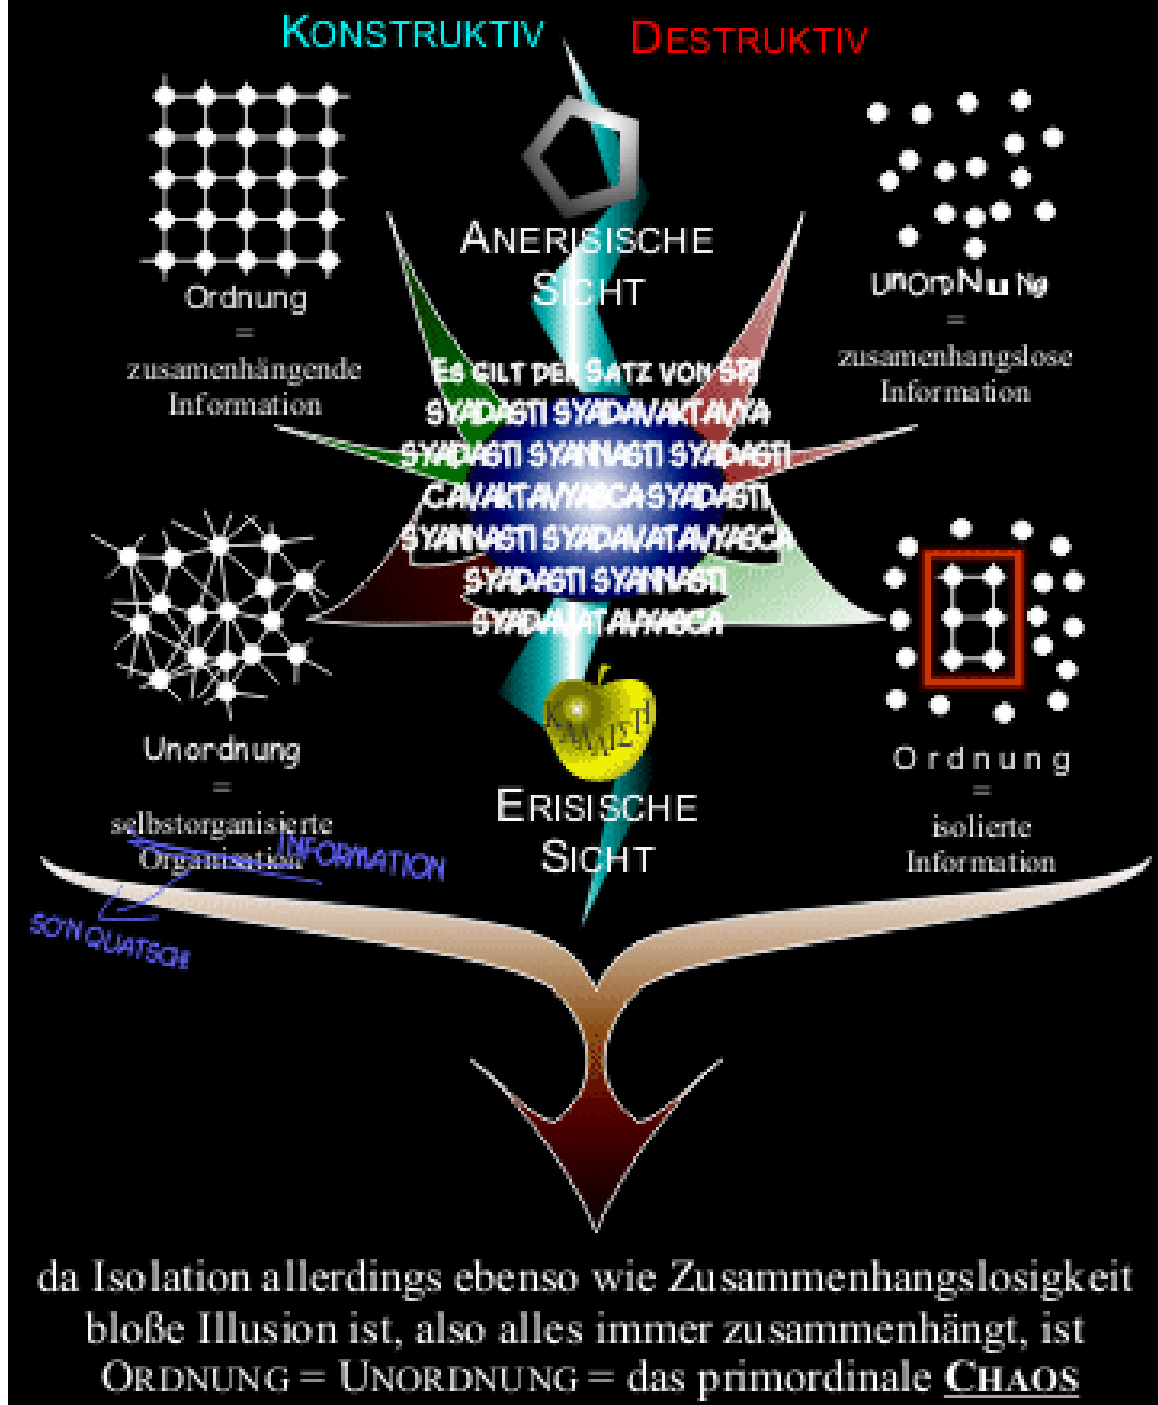 KONSTRUKTIV
DESTRUKTIV
ANERISISCHE
SICHT
Ordnung
=
zusamenhängende
Information
UnOrDNuNg
=
zusamenhangslose
Information
ES GILT DER SATZ VON SRI
SYADASTI SYADAVAKTAVYA
SYADASTI SYANNASTI SYADASTI
CAVAKTAVYASCA SYADASTI
SYANNASTI SYADAVATAVYASCA
SYADASTI SYANNASTI
SYADAVATAVYASCA
Unordnung
=
selbstorganisierte
Organisation
INFORMATION
SO'N QUATSCH!
ΚΑΛΛΙΣΤΙ
ERISISCHE
SICHT
Ordnung
=
isolierte
Information
da Isolation allerdings ebenso wie Zusammenhangslosigkeit
bloße Illusion ist, also alles immer zusammenhängt, ist
ORDNUNG = UNORDNUNG = das primordinale CHAOS